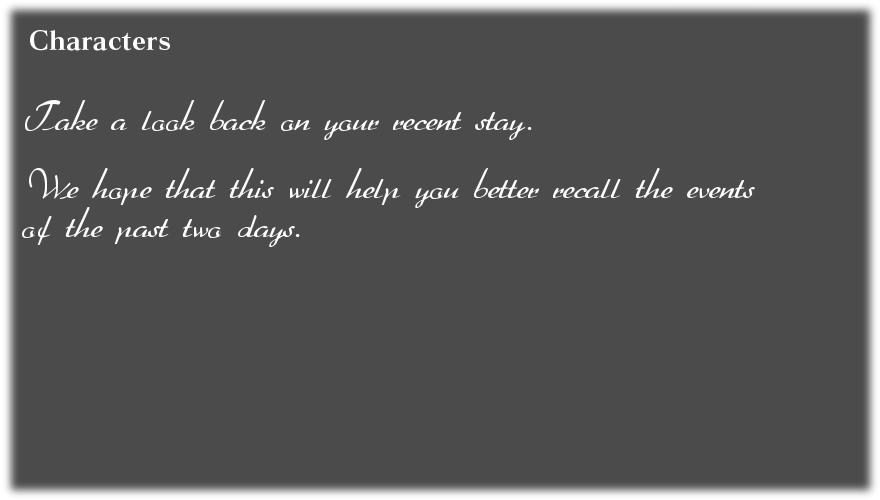 Characters
Take a look back on your recent stay.
We hope that this will help you better recall the events
of the past two days.